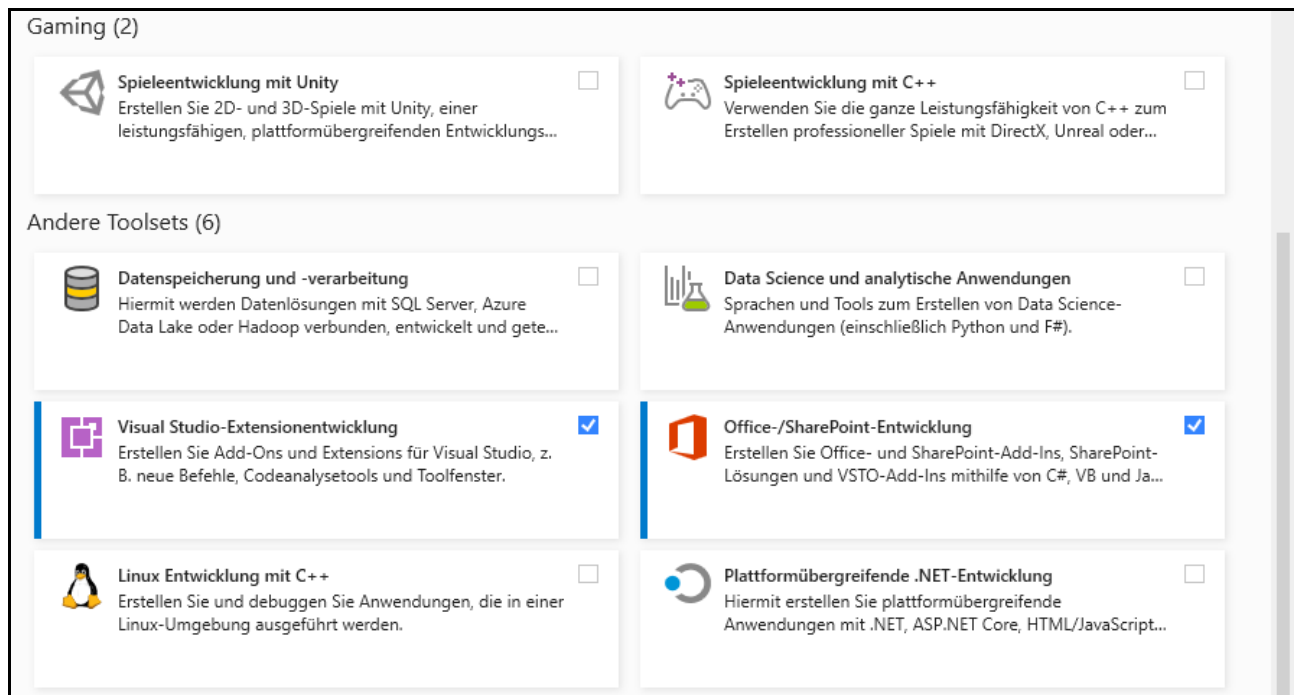 Gaming (2)
Spieleentwicklung mit Unity
Erstellen Sie 2D- und 3D-Spiele mit Unity, einer
leistungsfähigen, plattformübergreifenden Entwicklungs...
Spieleentwicklung mit C++
Verwenden Sie die ganze Leistungsfähigkeit von C++ zum
Erstellen professioneller Spiele mit DirectX, Unreal oder...
Andere Toolsets (6)
Datenspeicherung und -verarbeitung
Hiermit werden Datenlösungen mit SQL Server, Azure
Data Lake oder Hadoop verbunden, entwickelt und gete...
Data Science und analytische Anwendungen
Sprachen und Tools zum Erstellen von Data Science-
Anwendungen (einschließlich Python und F#).
Visual Studio-Extensionentwicklung
Erstellen Sie Add-Ons und Extensions für Visual Studio, z.
B. neue Befehle, Codeanalysetools und Toolfenster.
Office-/SharePoint-Entwicklung
Erstellen Sie Office- und SharePoint-Add-Ins, SharePoint-
Lösungen und VSTO-Add-Ins mithilfe von C#, VB und Ja...
Linux Entwicklung mit C++
Erstellen Sie und debuggen Sie Anwendungen, die in einer
Linux-Umgebung ausgeführt werden.
Plattformübergreifende .NET-Entwicklung
Hiermit erstellen Sie plattformübergreifende
Anwendungen mit .NET, ASP.NET Core, HTML/JavaScript...